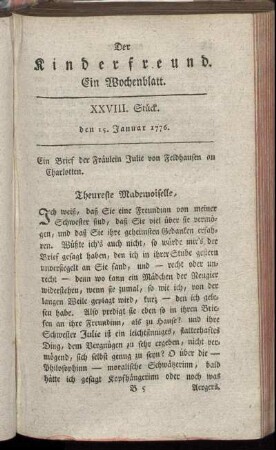 Der
Kinderfreund.
Ein Wochenblatt.
XXVIII. Stück.
den 15. Januar 1776.
Ein Brief der Fräulein Julie von Feldhausen an
Charlotten.
Theureste Mademoiselle,
Ich weiß, daß Sie eine Freundinn von meiner
Schwester sind, daß Sie viel über sie vermö-
gen, und daß Sie ihre geheimsten Gedanken erfah-
ren. Wüßte ich's auch nicht, so würde mir's der
Brief gesagt haben, den ich in ihrer Stube gestern
unversiegelt an Sie fand, und — recht oder un-
recht — denn wo kann ein Mädchen der Neugier
widerstehen, wenn sie zumal, so wie ich, von der
langen Weile geplagt wird, kurz — den ich gele-
sen habe. Also prediget sie eben so in ihren Brie-
fen an ihre Freundinn, als zu Hause? und ihre
Schwester Julie ist ein leichtsinniges, flatterhaftes
Ding, dem Vergnügen zu sehr ergeben, nicht ver-
mögend, sich selbst genug zu seyn? O über die —
Philosophinn — moralische Schwätzerinn, bald
hätte ich gesagt Kopfhängerinn oder noch was
B 5 Aergers.